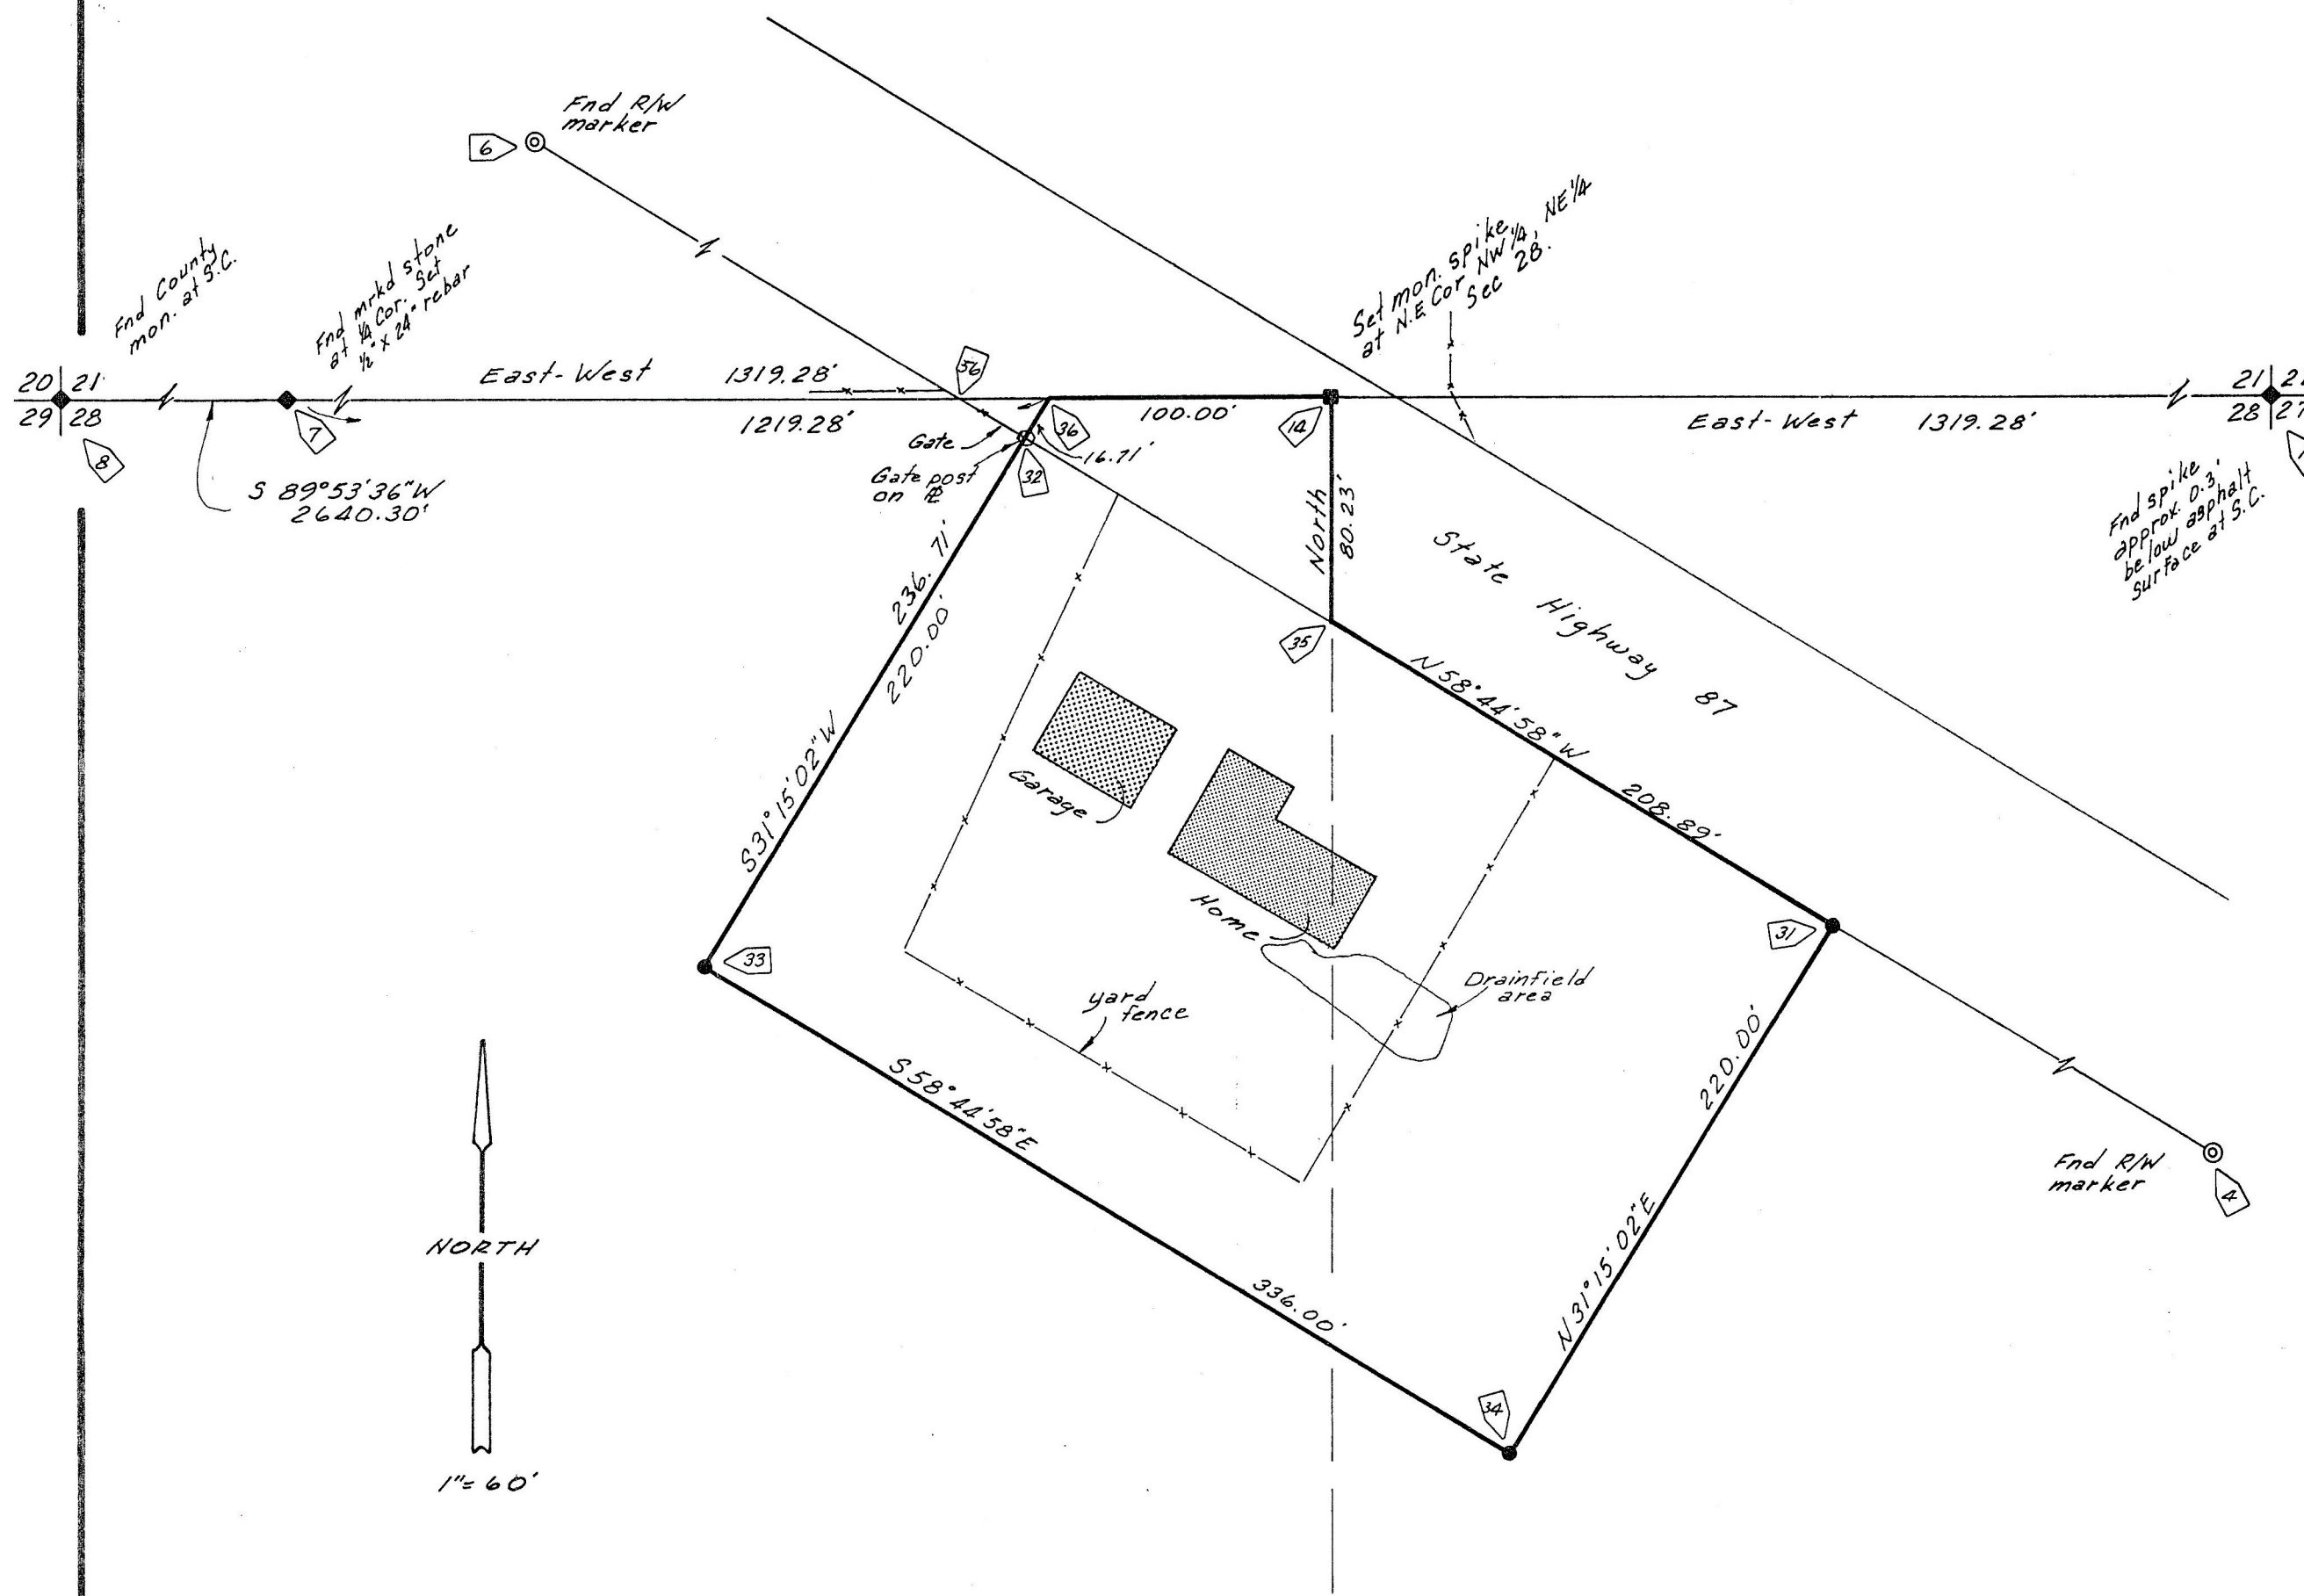 Fnd R/W
marker
6
Fnd County
mon. at S.C.
Fnd mrkd stone
at 1/4 Cor. Set
1/2" x 24" rebar
Set mon. spike,
at N.E Cor NW 1/4, NE 1/4
Sec 28.
20 21
29 28
8
7
East-West 1319.28'
1219.28'
56
36
100.00'
14
East-West 1319.28'
21
28 27
S 89°53'36"W
2640.30'
Gate
Gate post
on PL
32
16.71'
Fnd spike
approx. 0.3'
below asphalt
surface at S.C.
North
80.23'
State Highway 87
236.71'
220.00'
S31°15'02"W
35
N58°44'58"W
208.89'
Garage
Home
31
33
yard
fence
Drainfield
area
S58°44'58"E
336.00'
220.00'
N31°15'02"E
34
Fnd R/W
marker
4
NORTH
1"=60'